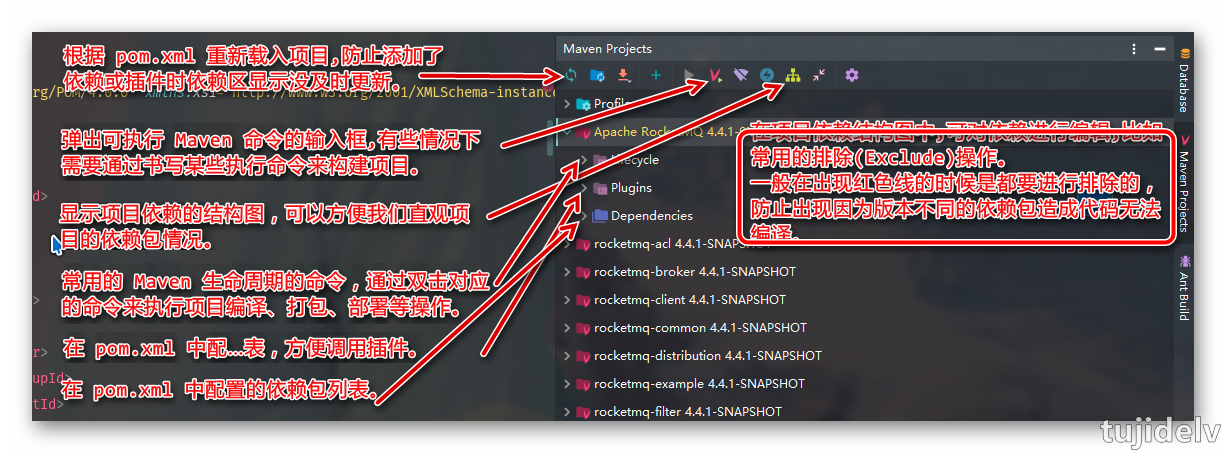 根据 pom.xml 重新载入项目,防止添加了
依赖或插件时依赖区显示没及时更新。
弹出可执行 Maven 命令的输入框,有些情况下
需要通过书写某些执行命令来构建项目。
显示项目依赖的结构图，可以方便我们直观项
目的依赖包情况。
常用的 Maven 生命周期的命令，通过双击对应
的命令来执行项目编译、打包、部署等操作。
在 pom.xml 中配…表，方便调用插件。
在 pom.xml 中配置的依赖包列表。
rg/POM/4.0.0" xmlns:xsi="http://www.w3.org/2001/XMLSchema-instance
d>
>
r>
upId>
tId>
Maven Projects
Profile
Apache RocketMQ 4.4.1-S
Lifecycle
Plugins
Dependencies
rocketmq-acl 4.4.1-SNAPSHOT
rocketmq-broker 4.4.1-SNAPSHOT
rocketmq-client 4.4.1-SNAPSHOT
rocketmq-common 4.4.1-SNAPSHOT
rocketmq-distribution 4.4.1-SNAPSHOT
rocketmq-example 4.4.1-SNAPSHOT
rocketmq-filter 4.4.1-SNAPSHOT
在项目依赖结构图中,可对依赖进行编辑,比如
常用的排除(Exclude)操作。
一般在出现红色线的时候是都要进行排除的，
防止出现因为版本不同的依赖包造成代码无法
编译。
Database
Maven Projects
Ant Build
tujidelv